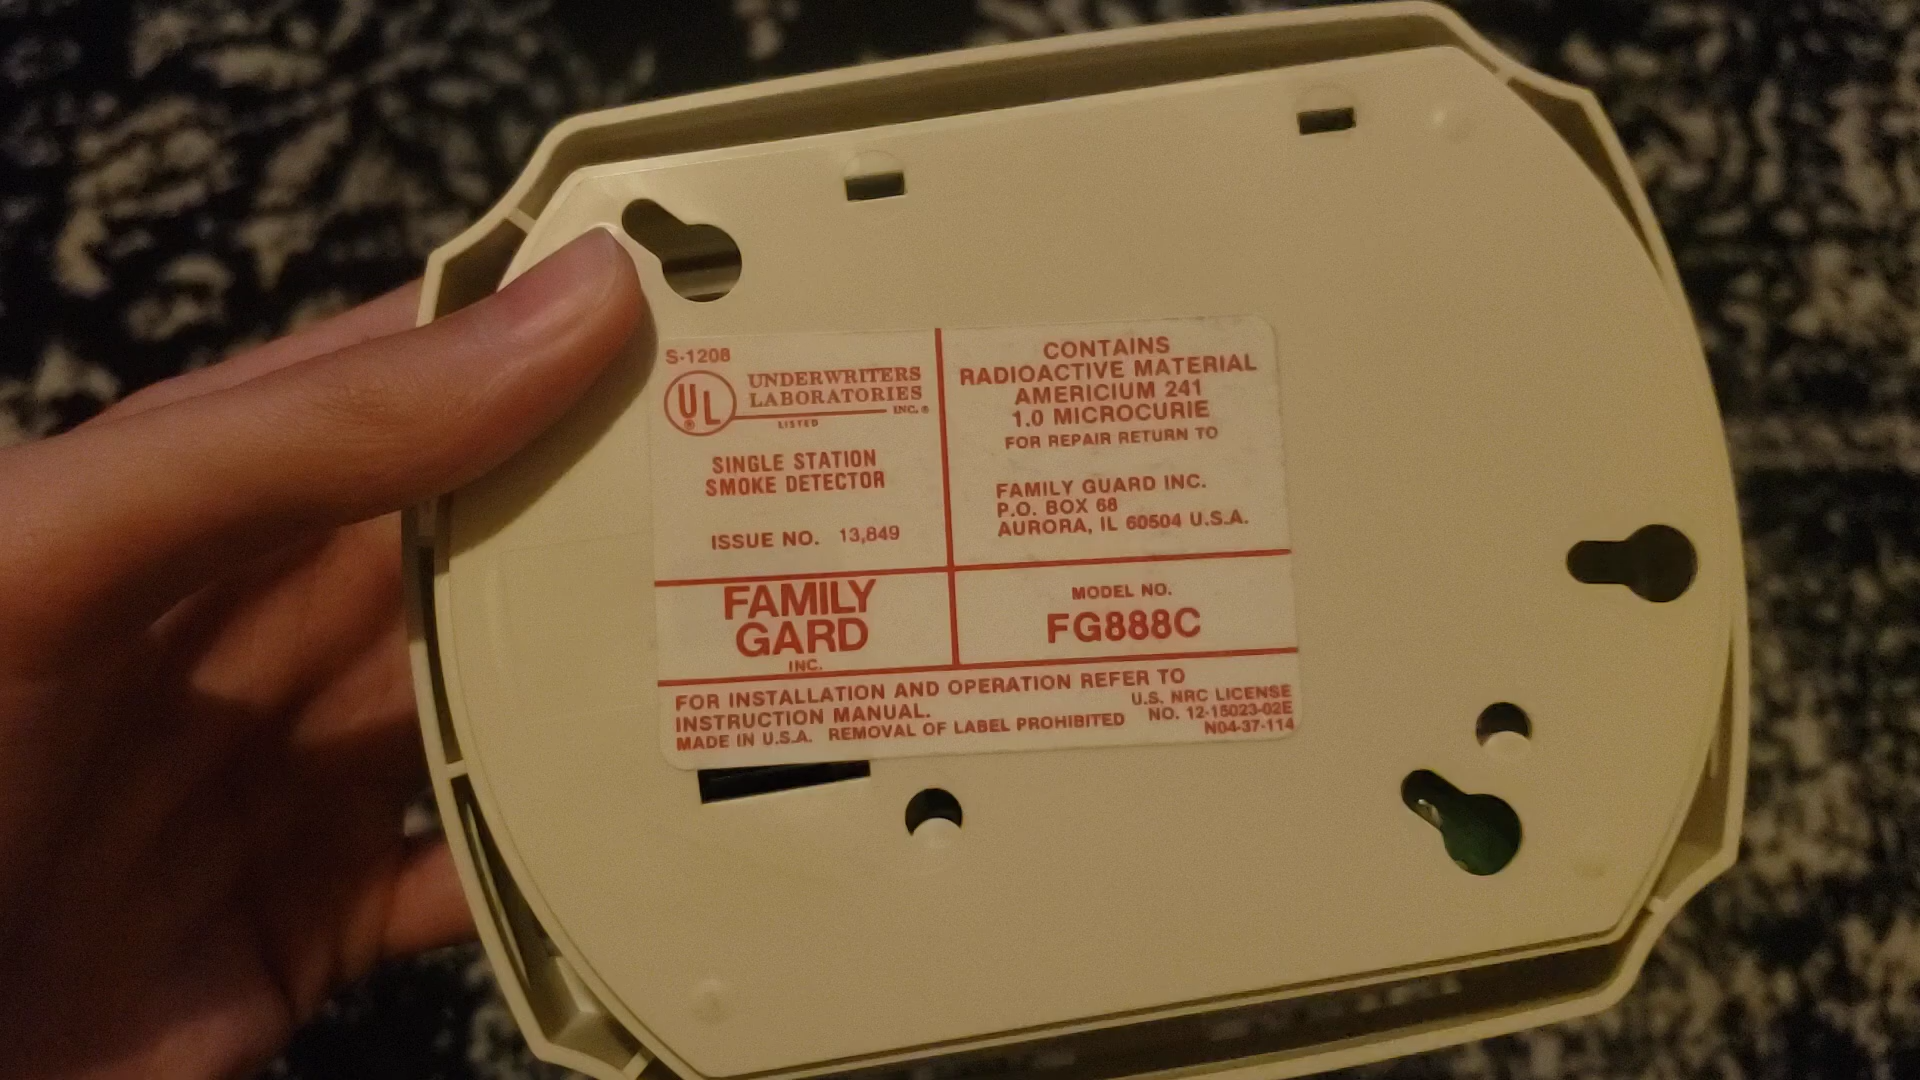 S-1208
UL
®
UNDERWRITERS
LABORATORIES
INC.®
LISTED
SINGLE STATION
SMOKE DETECTOR
ISSUE NO. 13,849
CONTAINS
RADIOACTIVE MATERIAL
AMERICIUM 241
1.0 MICROCURIE
FOR REPAIR RETURN TO
FAMILY GUARD INC.
P.O. BOX 68
AURORA, IL 60504 U.S.A.
FAMILY
GARD
INC.
MODEL NO.
FG888C
FOR INSTALLATION AND OPERATION REFER TO
INSTRUCTION MANUAL.
MADE IN U.S.A. REMOVAL OF LABEL PROHIBITED
U.S. NRC LICENSE
NO. 12-15023-02E
N04-37-114